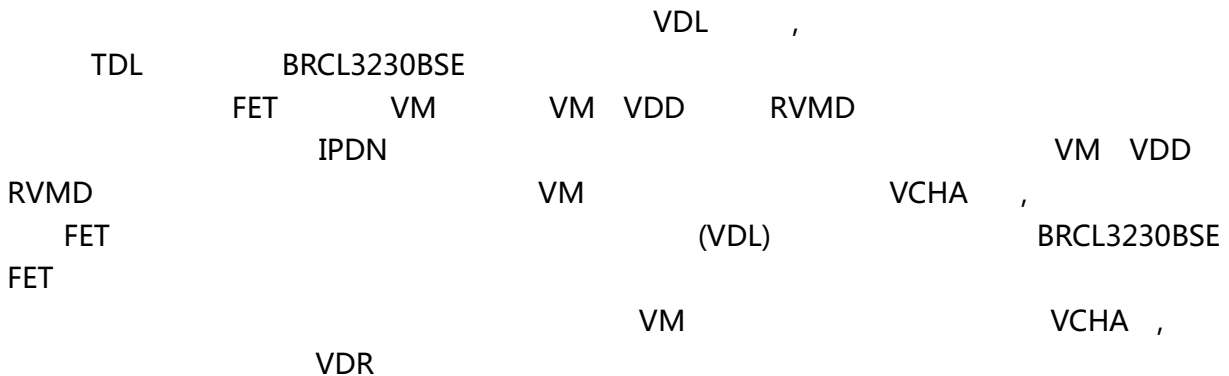 VDL ,
TDL BRCL3230BSE
FET VM VM VDD RVMD
IPDN VM VDD
RVMD VM VCHA ,
FET (VDL) BRCL3230BSE
FET
VM VCHA ,
VDR